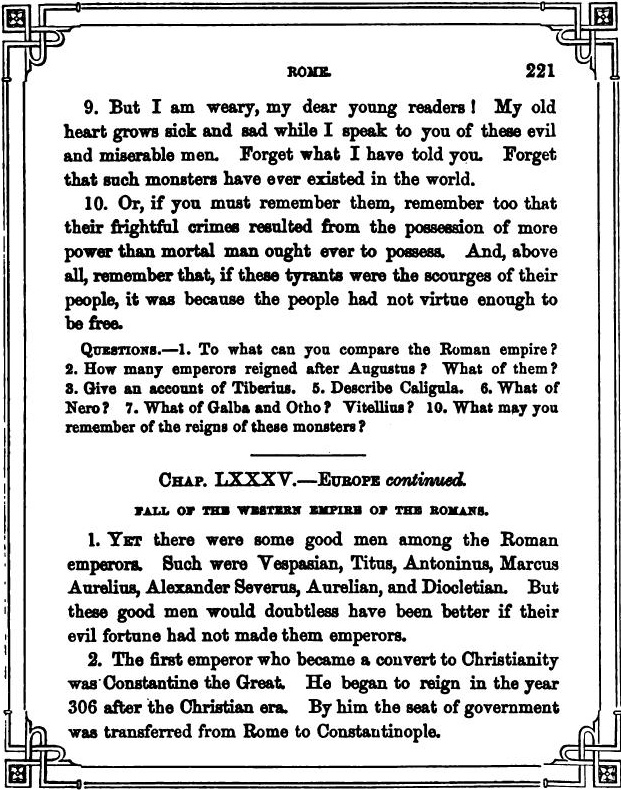 ROME. 221
9. But I am weary, my dear young readers! My old
heart grows sick and sad while I speak to you of these evil
and miserable men. Forget what I have told you. Forget
that such monsters have ever existed in the world.
10. Or, if you must remember them, remember too that
their frightful crimes resulted from the possession of more
power than mortal man ought ever to possess. And, above
all, remember that, if these tyrants were the scourges of their
people, it was because the people had not virtue enough to
be free.
QUESTIONS.—1. To what can you compare the Roman empire?
2. How many emperors reigned after Augustus? What of them?
3. Give an account of Tiberius. 5. Describe Caligula. 6. What of
Nero? 7. What of Galba and Otho? Vitellius? 10. What may you
remember of the reigns of these monsters?
CHAP. LXXXV.—EUROPE continued.
FALL OF THE WESTERN EMPIRE OF THE ROMANS.
1. YET there were some good men among the Roman
emperors. Such were Vespasian, Titus, Antoninus, Marcus
Aurelius, Alexander Severus, Aurelian, and Diocletian. But
these good men would doubtless have been better if their
evil fortune had not made them emperors.
2. The first emperor who became a convert to Christianity
was Constantine the Great. He began to reign in the year
306 after the Christian era. By him the seat of government
was transferred from Rome to Constantinople.